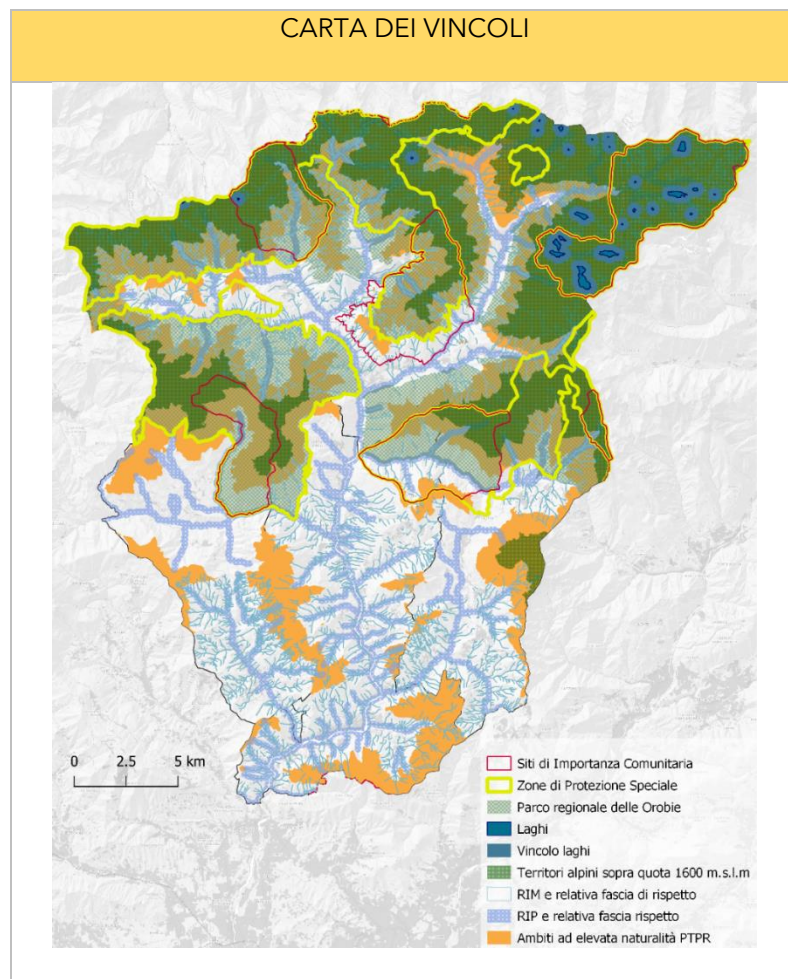 CARTA DEI VINCOLI
0 2.5 5 km
Siti di Importanza Comunitaria
Zone di Protezione Speciale
Parco regionale delle Orobie
Laghi
Vincolo laghi
Territori alpini sopra quota 1600 m.s.l.m
RIM e relativa fascia di rispetto
RIP e relativa fascia rispetto
Ambiti ad elevata naturalità PTPR